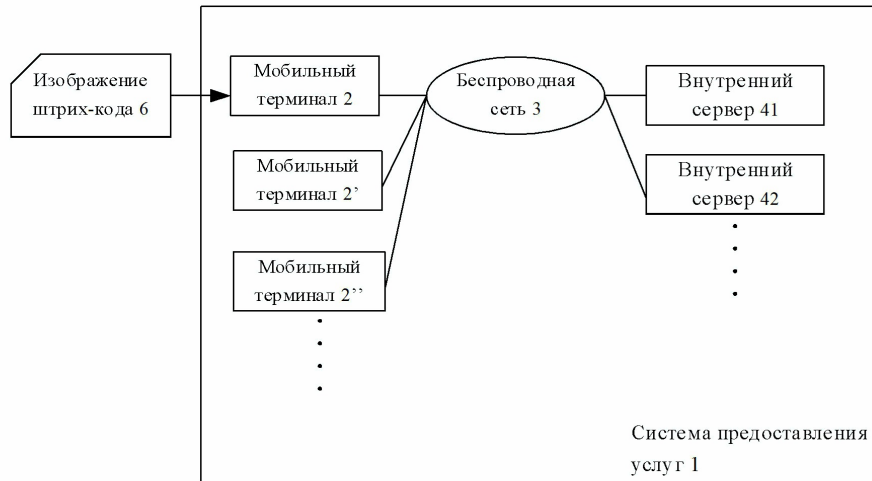 Изображение
штрих-кода 6
Мобильный
терминал 2
Беспроводная
сеть 3
Внутренний
сервер 41
Мобильный
терминал 2'
Внутренний
сервер 42
Мобильный
терминал 2’’
Система предоставления
услуг 1